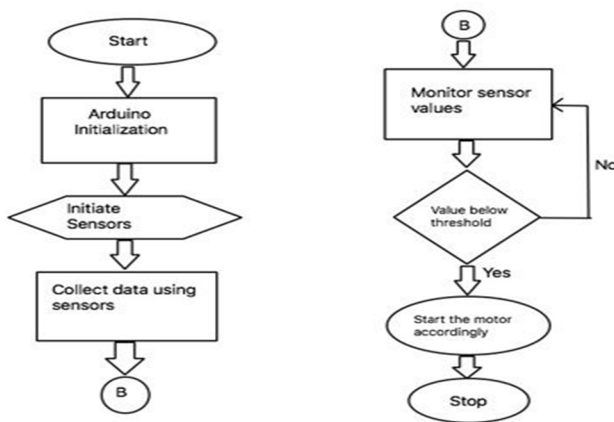 Start
Arduino
Initialization
Initiate
Sensors
Collect data using
sensors
B
B
Monitor sensor
values
No
Value below
threshold
Yes
Start the motor
accordingly
Stop